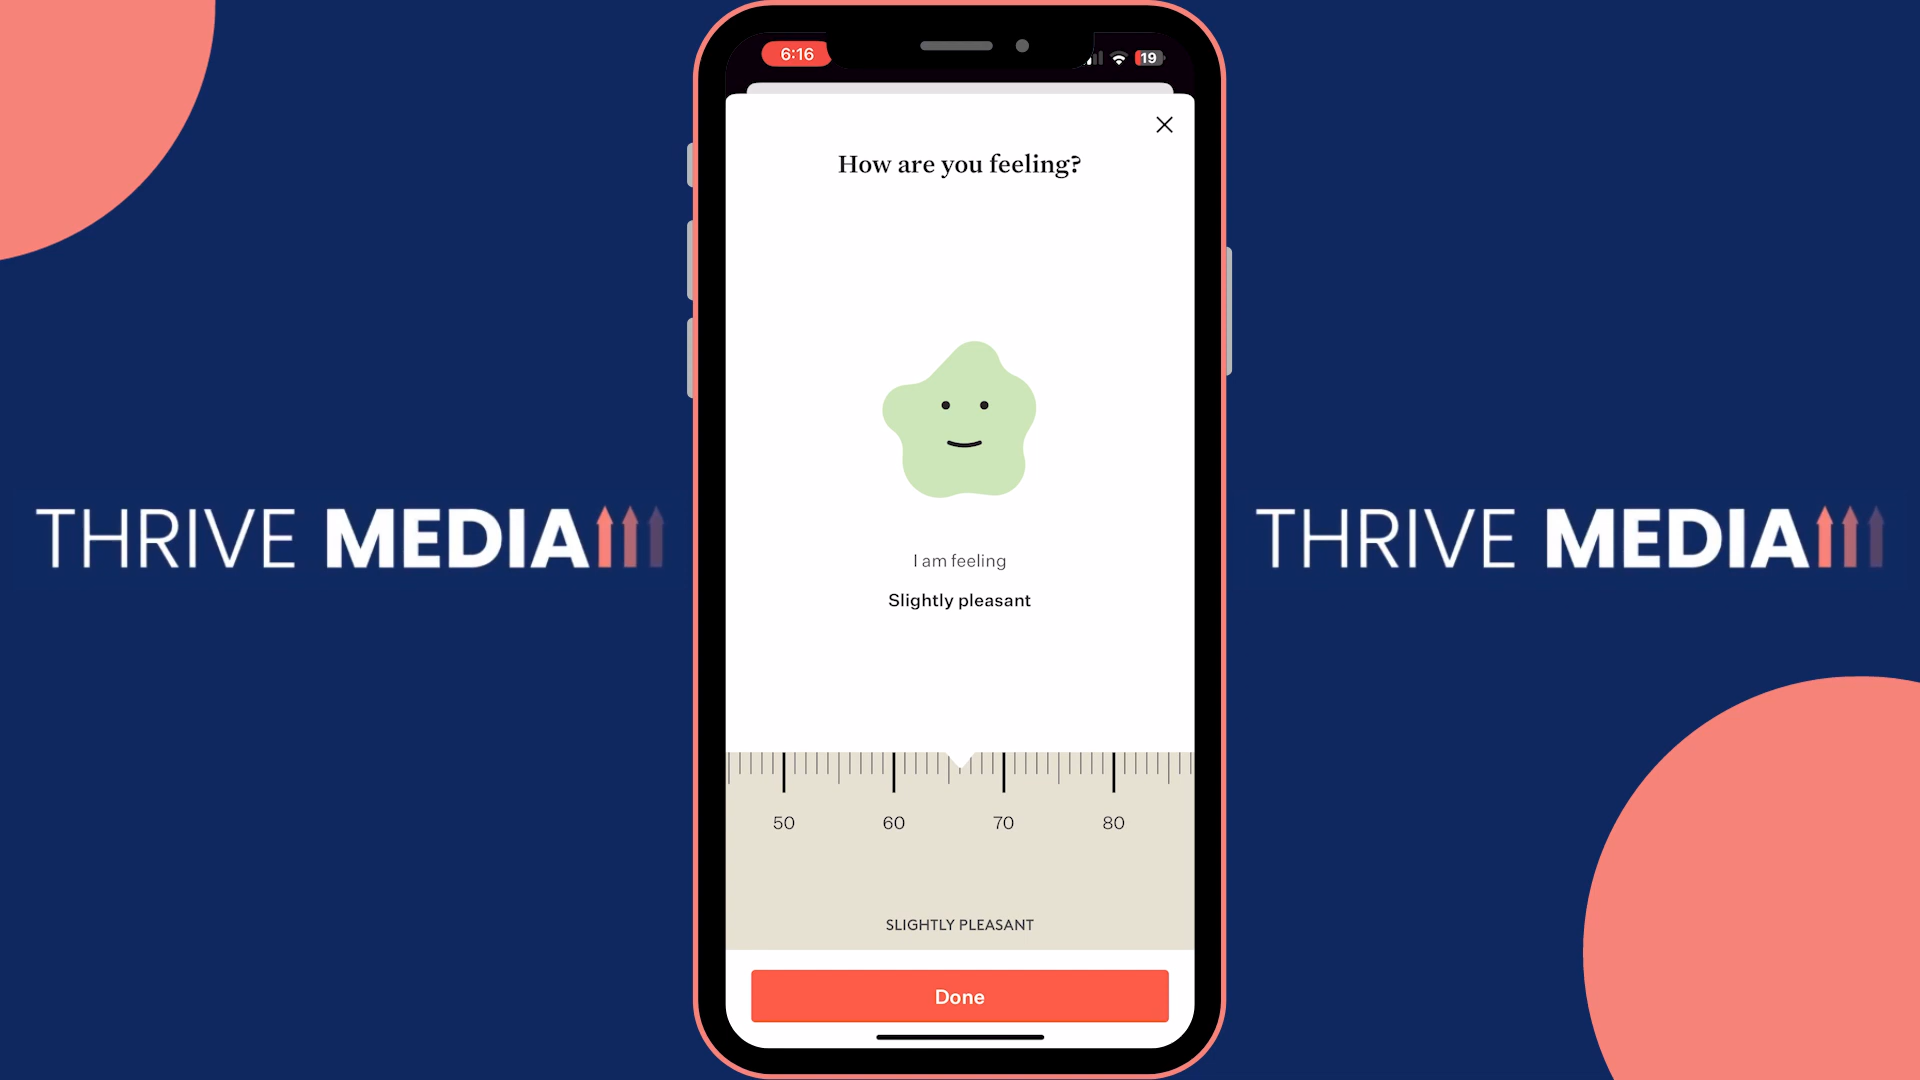 6:16
19
How are you feeling?
THRIVE MEDIA
THRIVE MEDIA
I am feeling
Slightly pleasant
50 60 70 80
SLIGHTLY PLEASANT
Done